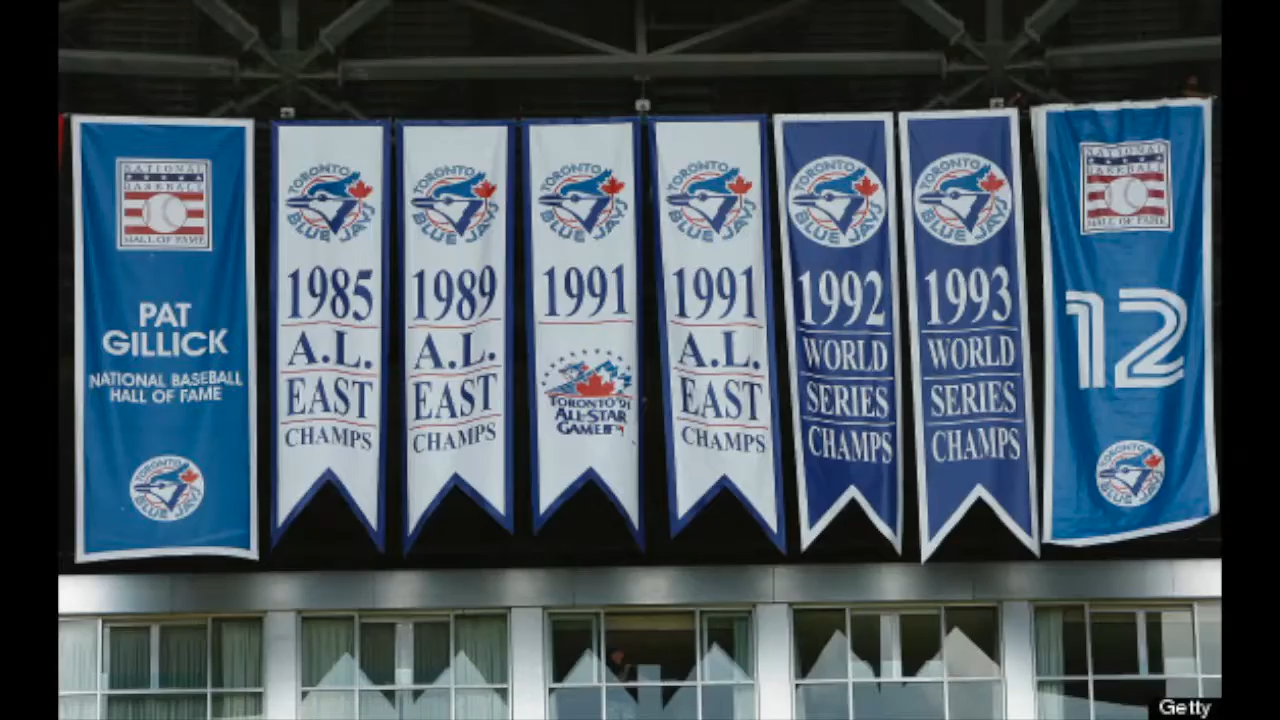 NATIONAL
BASEBALL
HALL OF FAME
PAT
GILLICK
NATIONAL BASEBALL
HALL OF FAME
TORONTO
BLUE JAYS
TORONTO
BLUE JAYS
1985
A.L.
EAST
CHAMPS
TORONTO
BLUE JAYS
1989
A.L.
EAST
CHAMPS
TORONTO
BLUE JAYS
1991
TORONTO '91
ALL-STAR
GAME
TORONTO
BLUE JAYS
1991
A.L.
EAST
CHAMPS
TORONTO
BLUE JAYS
1992
WORLD
SERIES
CHAMPS
TORONTO
BLUE JAYS
1993
WORLD
SERIES
CHAMPS
NATIONAL
BASEBALL
HALL OF FAME
12
TORONTO
BLUE JAYS
Getty